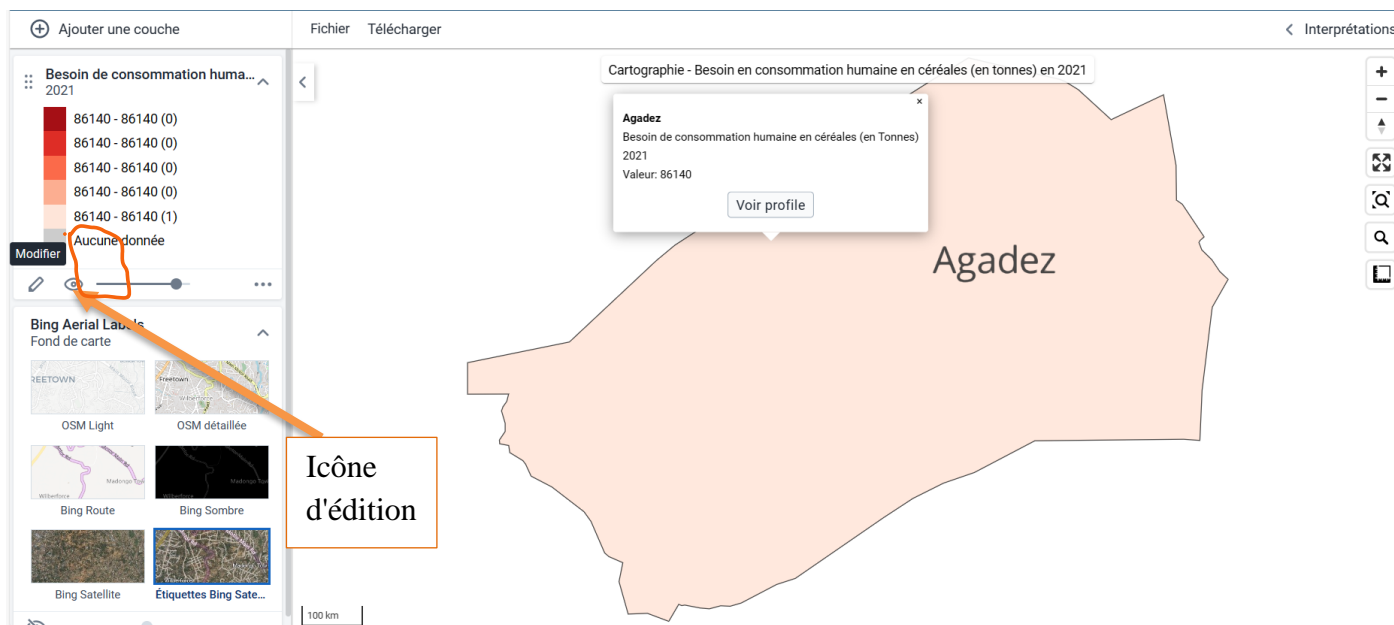 Ajouter une couche
Fichier Télécharger
Interprétations
Besoin de consommation huma...
2021
86140 - 86140 (0)
86140 - 86140 (0)
86140 - 86140 (0)
86140 - 86140 (0)
86140 - 86140 (1)
Aucune donnée
Modifier
Bing Aerial Labels
Fond de carte
REETOWN
Freetown
Wilberforce
OSM Light
OSM détaillée
Wilberforce
Bing Route
Bing Sombre
Bing Satellite
Étiquettes Bing Sate...
Cartographie - Besoin en consommation humaine en céréales (en tonnes) en 2021
Agadez
Besoin de consommation humaine en céréales (en Tonnes)
2021
Valeur: 86140
Voir profile
Agadez
Icône
d'édition
100 km